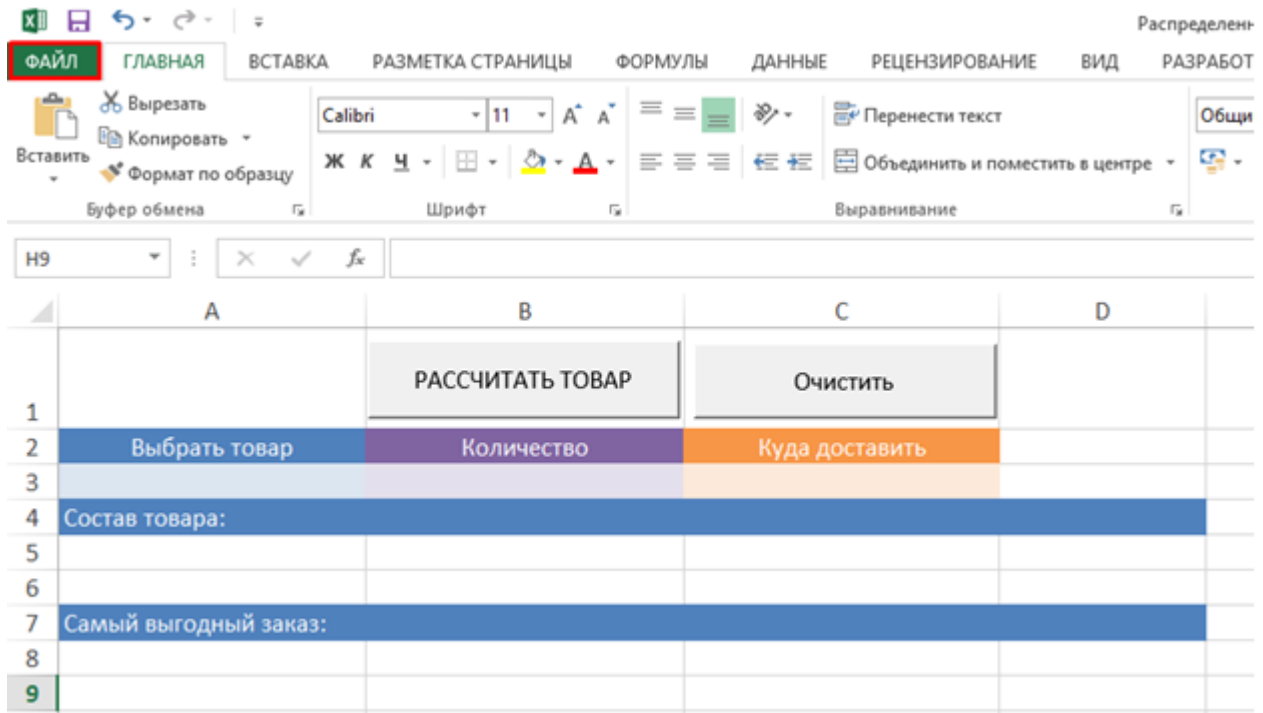 Распределенн
ФАЙЛ ГЛАВНАЯ ВСТАВКА РАЗМЕТКА СТРАНИЦЫ ФОРМУЛЫ ДАННЫЕ РЕЦЕНЗИРОВАНИЕ ВИД РАЗРАБОТ
Вставить
Вырезать
Копировать
Формат по образцу
Буфер обмена
Calibri 11 A A
Ж К Ч А
Шрифт
Перенести текст
Объединить и поместить в центре
Выравнивание
Общи
H9 fx
A B C D
1 РАССЧИТАТЬ ТОВАР Очистить
2 Выбрать товар Количество Куда доставить
3
4 Состав товара:
5
6
7 Самый выгодный заказ:
8
9